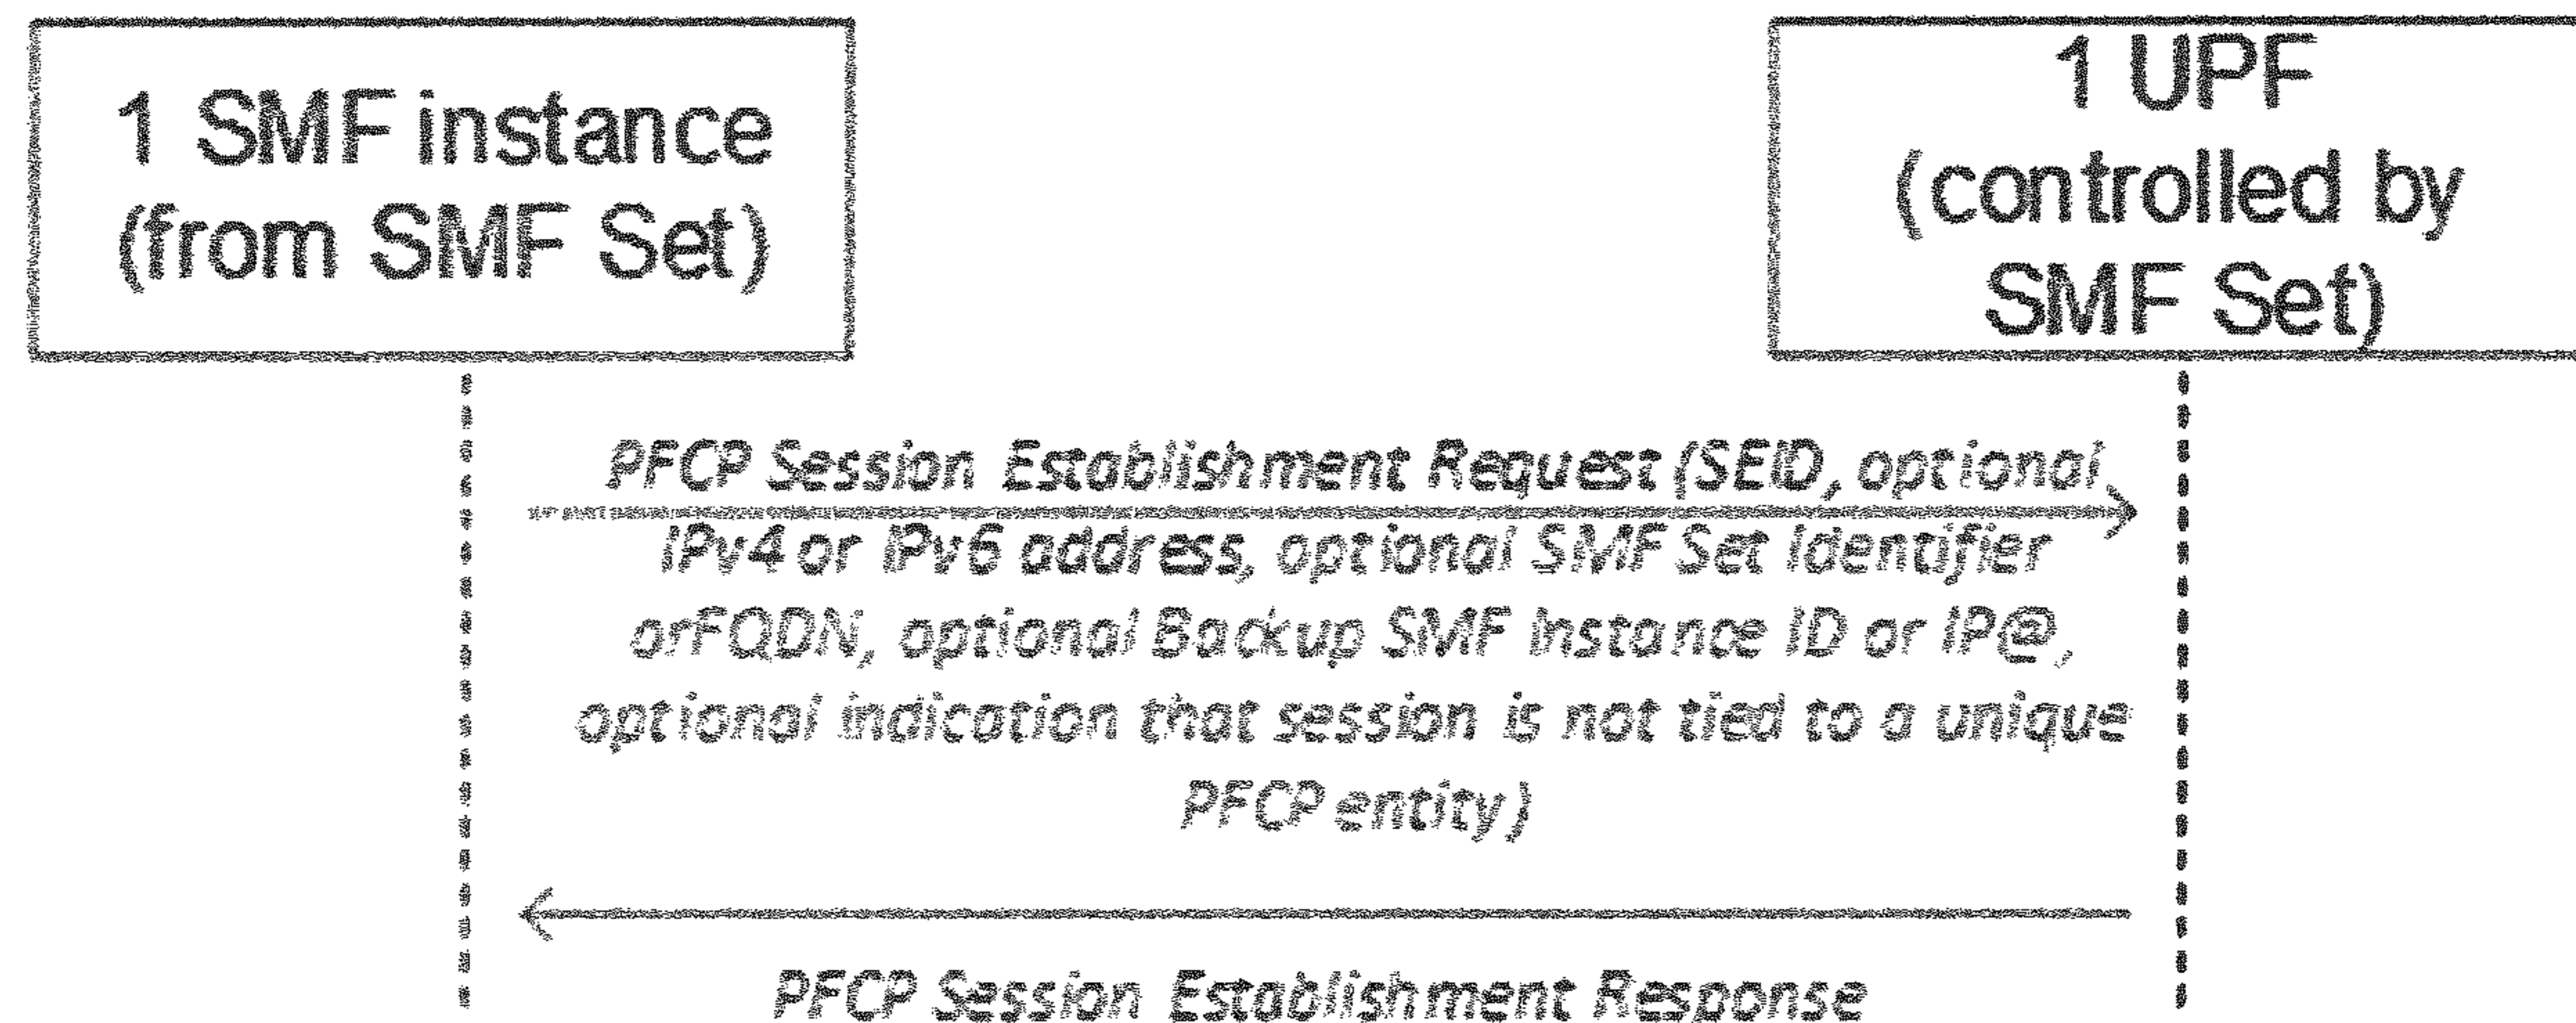 1 SMF instance
(from SMF Set)
1 UPF
(controlled by
SMF Set)
PFCP Session Establishment Request (SEID, optional
IPv4 or IPv6 address, optional SMF Set Identifier
orFQDN, optional Backup SMF Instance ID or IP@,
optional indication that session is not tied to a unique
PFCP entity)
PFCP Session Establishment Response